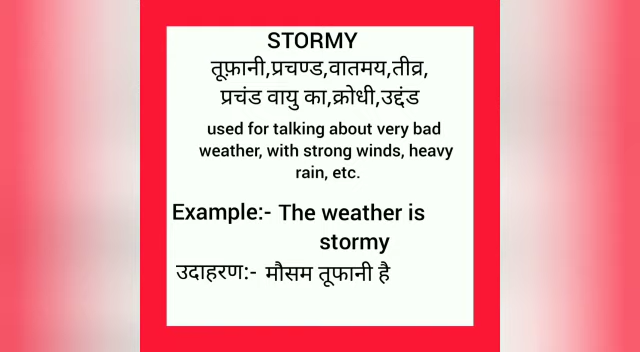 STORMY
तूफ़ानी,प्रचण्ड,वातमय,तीव्र,
प्रचंड वायु का,क्रोधी,उद्दंड
used for talking about very bad
weather, with strong winds, heavy
rain, etc.
Example:- The weather is
stormy
उदाहरण:- मौसम तूफानी है